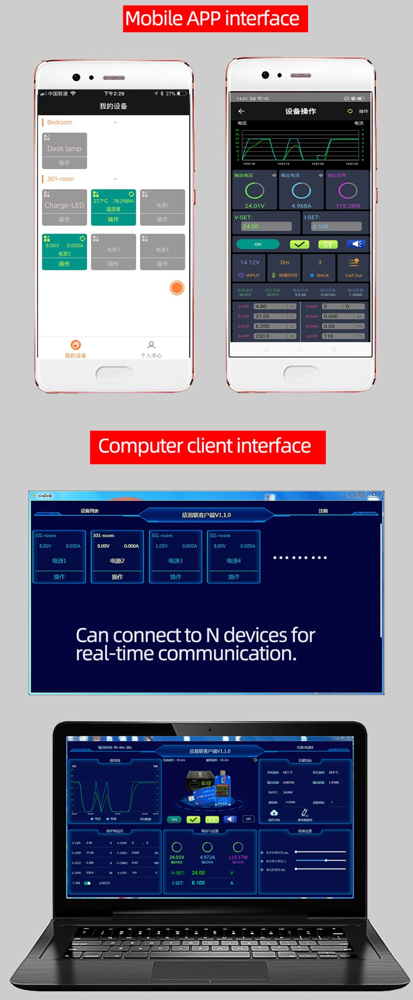 Mobile APP interface
中国联通 下午2:29 27%
我的设备
Bedroom
Desk lamp
操作
301-room
Charge-LED
操作
27.7°C 79.2%RH
温湿度
操作
电源1
操作
8.00V 0.000A
电源2
操作
电源3
操作
电源4
操作
我的设备 个人中心
14:01 HD
设备操作 操作
电压 电流
35 7
30 6
25 5
20 4
15 3
10 2
5 1
0 0
14:01:10 14:01:15 14:01:20 14:01:25
输出电压 输出电流 输出功率
24.01V 4.968A 119.28W
V-SET: I-SET:
24.00 6.100
ON CV
14.12V 0m 3
INPUT 休眠时间 BACK Call Out
系统温度 探头温度 输出时间 输出容量 输出能量
60.4°C 35.0°C 0:0:56 0.007Ah 1.38Wh
S-LVP: 4.80 V S-OHP: 0 : 0
S-OVP: 37.00 V S-OAH: 0.000 Ah
S-OCP: 6.200 A S-OWH: 0.00 Wh
S-OPP: 230.0 W S-OTP: 110 °C
Computer client interface
sinilink
设备列表 欣易联客户端V1.1.0 注销
301-room 301-room 301-room 301-room
8.00V 0.000A 8.00V 0.000A 1.05V 0.000A 8.00V 0.000A
电源1 电源2 电源3 电源4
操作 操作 操作 操作
Can connect to N devices for
real-time communication.
输出时间: 0h-0m-20s 欣易联客户端V1.1.0 名称:电源4
曲线图
电压 电流
电压 电流 导出数据
当前固件：V1.0.6 最新固件：V1.0.6
ON CV M0
关键指标
系统温度: 68.5 °C 探头温度: 28.8 °C
输出容量: 0.007Ah 输出能量: 1.45Wh
INPUT: 14.04V
波特率: 115200 设备地址: 1
固件升级 修改数据组
保护值设定
S-LVP: 4.80 V S-OHP: 0 : 0
S-OVP: 37.00 V S-OAH: 0.000 Ah
S-OCP: 6.200 A S-OWH: 0.00 Wh
S-OPP: 230.0 W S-OTP: 110 °C
S-INI: 上电打开
输出与设置
24.01V 4.972A 119.37W
输出电压 输出电流 输出功率
V-SET: 24.00 V
I-SET: 6.100 A
快捷设置
修改休眠时间: 0m
修改背光等级: 3
调出数据组: M1